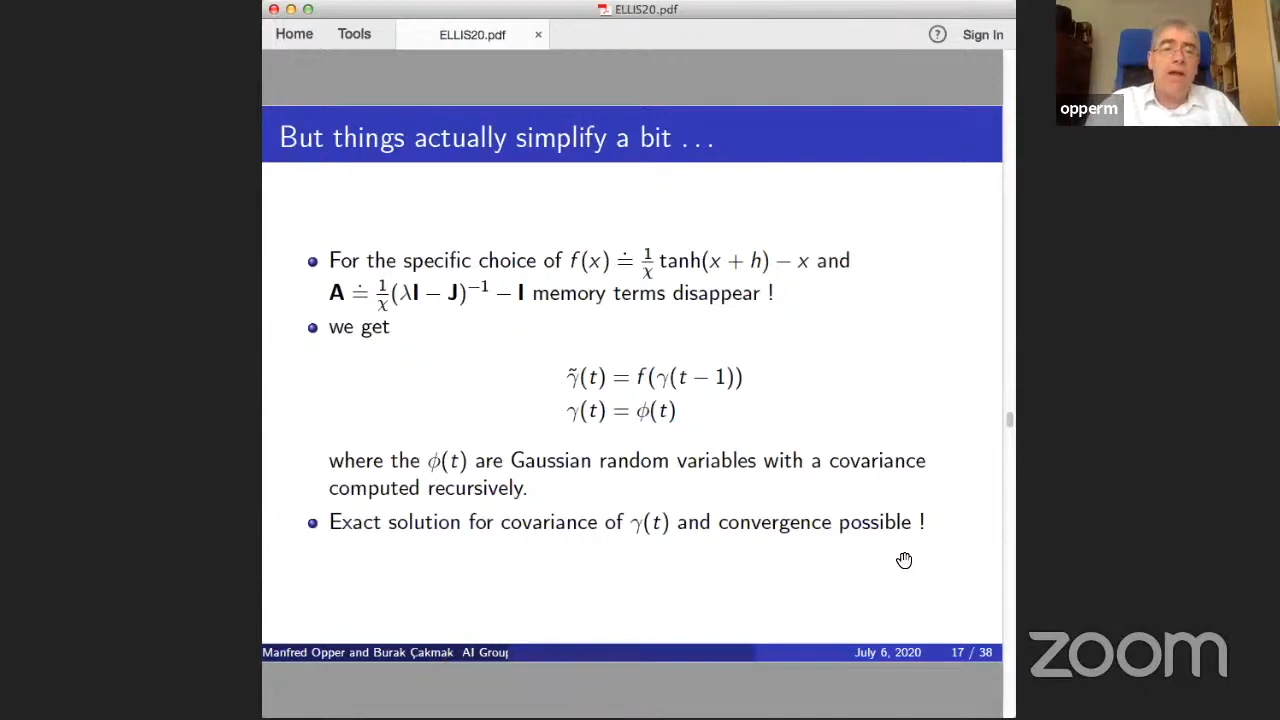 ELLIS20.pdf
Home Tools ELLIS20.pdf × ? Sign In
opperm
But things actually simplify a bit . . .
For the specific choice of f(x) ≐ 1/χ tanh(x + h) − x and
A ≐ 1/χ (λI − J)⁻¹ − I memory terms disappear !
we get
γ̃(t) = f(γ(t − 1))
γ(t) = ϕ(t)
where the ϕ(t) are Gaussian random variables with a covariance
computed recursively.
Exact solution for covariance of γ(t) and convergence possible !
Manfred Opper and Burak Çakmak AI Group July 6, 2020 17 / 38
zoom